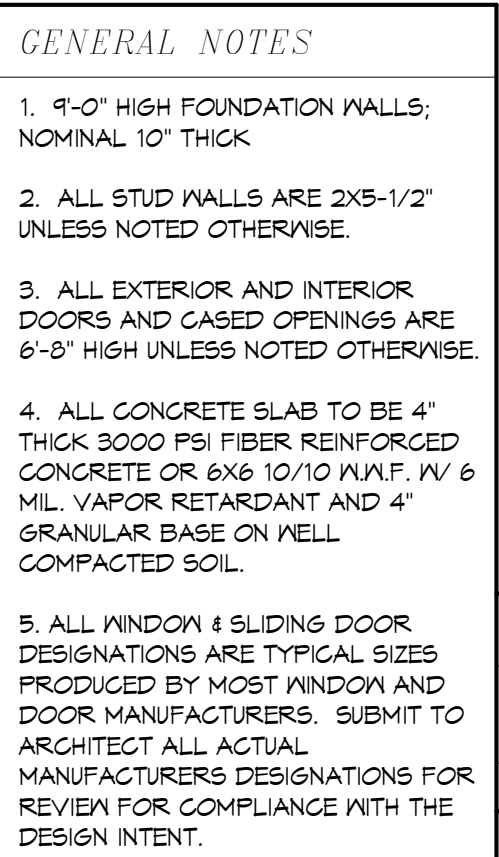 GENERAL NOTES
1. 9'-0" HIGH FOUNDATION WALLS;
NOMINAL 10" THICK
2. ALL STUD WALLS ARE 2X5-1/2"
UNLESS NOTED OTHERWISE.
3. ALL EXTERIOR AND INTERIOR
DOORS AND CASED OPENINGS ARE
6'-8" HIGH UNLESS NOTED OTHERWISE.
4. ALL CONCRETE SLAB TO BE 4"
THICK 3000 PSI FIBER REINFORCED
CONCRETE OR 6X6 10/10 W.W.F. W/ 6
MIL. VAPOR RETARDANT AND 4"
GRANULAR BASE ON WELL
COMPACTED SOIL.
5. ALL WINDOW & SLIDING DOOR
DESIGNATIONS ARE TYPICAL SIZES
PRODUCED BY MOST WINDOW AND
DOOR MANUFACTURERS. SUBMIT TO
ARCHITECT ALL ACTUAL
MANUFACTURERS DESIGNATIONS FOR
REVIEW FOR COMPLIANCE WITH THE
DESIGN INTENT.